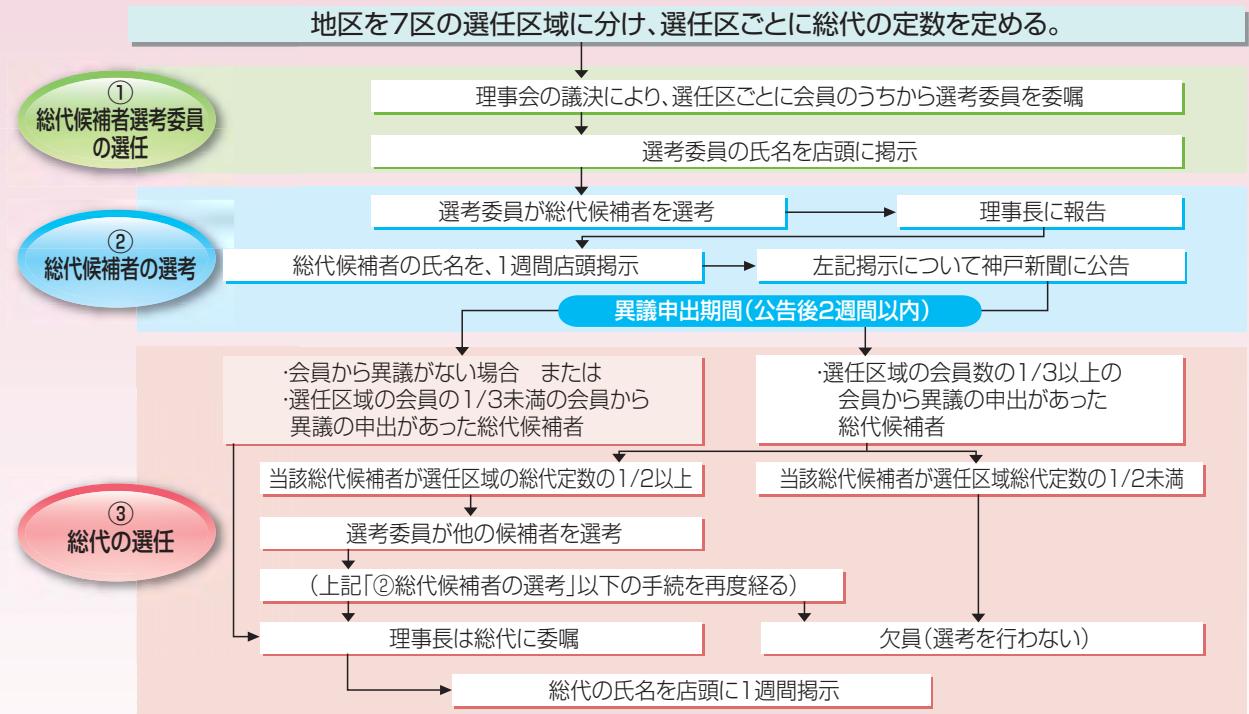 地区を7区の選任区域に分け、選任区ごとに総代の定数を定める。
①
総代候補者選考委員
の選任
理事会の議決により、選任区ごとに会員のうちから選考委員を委嘱
選考委員の氏名を店頭に掲示
②
総代候補者の選考
選考委員が総代候補者を選考
理事長に報告
総代候補者の氏名を、1週間店頭掲示
左記掲示について神戸新聞に公告
異議申出期間（公告後2週間以内）
・会員から異議がない場合　または
・選任区域の会員の1/3未満の会員から
異議の申出があった総代候補者
・選任区域の会員数の1/3以上の
会員から異議の申出があった
総代候補者
③
総代の選任
当該総代候補者が選任区域の総代定数の1/2以上
当該総代候補者が選任区域総代定数の1/2未満
選考委員が他の候補者を選考
（上記「②総代候補者の選考」以下の手続を再度経る）
理事長は総代に委嘱
欠員（選考を行わない）
総代の氏名を店頭に1週間掲示